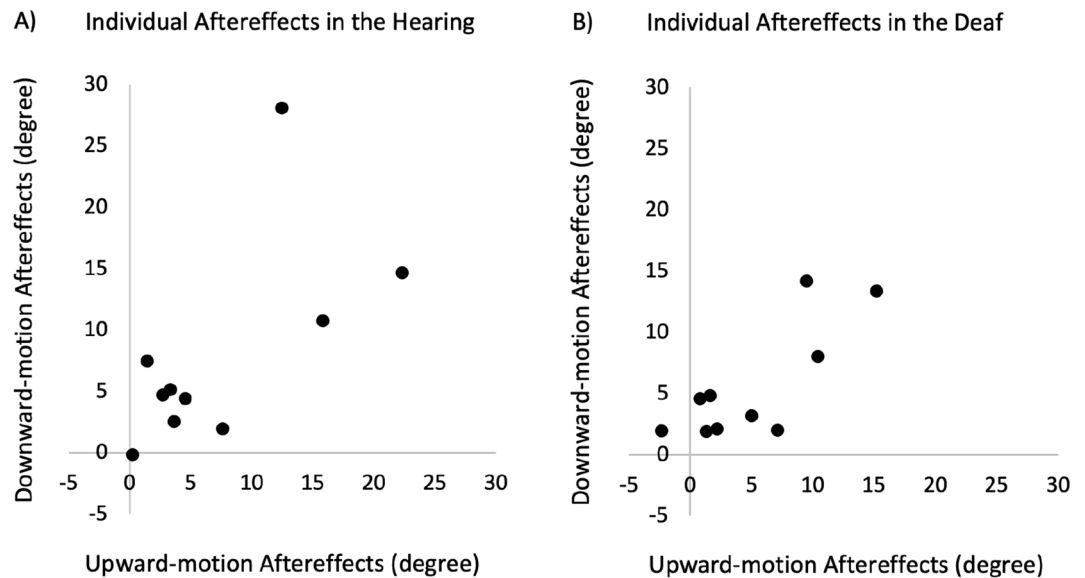 A) Individual Aftereffects in the Hearing
Downward-motion Aftereffects (degree)
30
25
20
15
10
5
0
-5
-5 0 5 10 15 20 25 30
Upward-motion Aftereffects (degree)
B) Individual Aftereffects in the Deaf
Downward-motion Aftereffects (degree)
30
25
20
15
10
5
0
-5
-5 0 5 10 15 20 25 30
Upward-motion Aftereffects (degree)